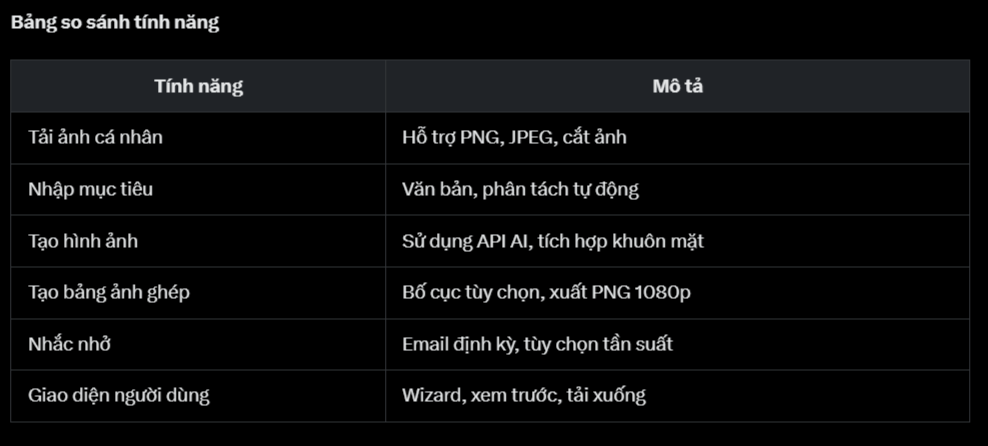 Bảng so sánh tính năng
Tính năng Mô tả
Tải ảnh cá nhân Hỗ trợ PNG, JPEG, cắt ảnh
Nhập mục tiêu Văn bản, phân tách tự động
Tạo hình ảnh Sử dụng API AI, tích hợp khuôn mặt
Tạo bảng ảnh ghép Bố cục tùy chọn, xuất PNG 1080p
Nhắc nhở Email định kỳ, tùy chọn tần suất
Giao diện người dùng Wizard, xem trước, tải xuống